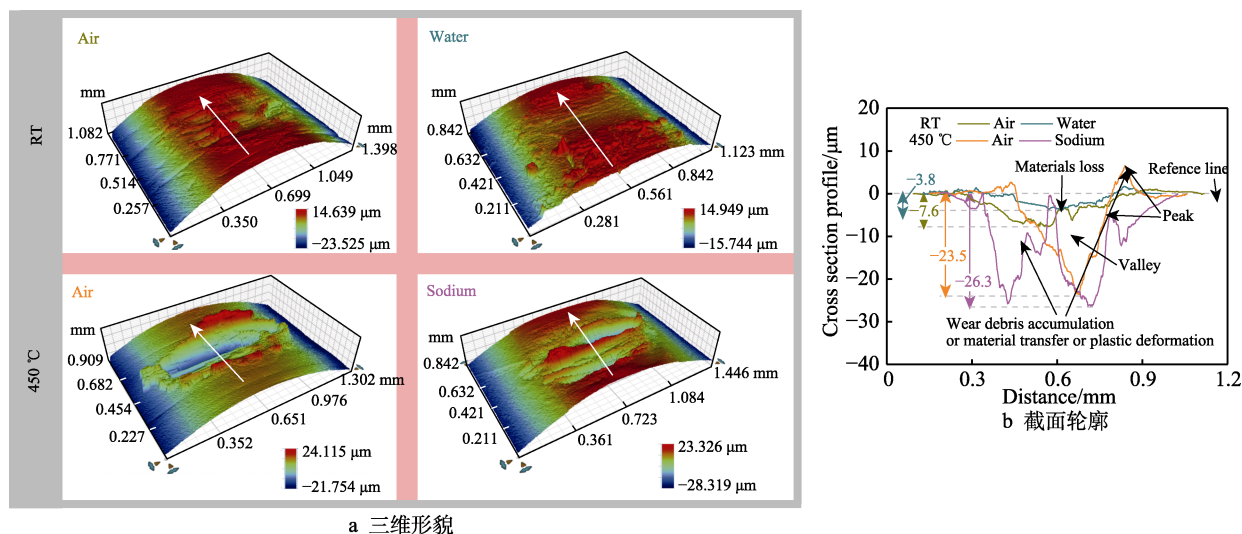 RT
Air
mm
1.082
0.771
0.514
0.257
0.350
0.699
1.049
1.398
mm
14.639 μm
−23.525 μm
Water
mm
0.842
0.632
0.421
0.211
0.281
0.561
0.842
1.123 mm
14.949 μm
−15.744 μm
450 ℃
Air
mm
0.909
0.682
0.454
0.227
0.352
0.651
0.976
1.302 mm
24.115 μm
−21.754 μm
Sodium
mm
0.842
0.632
0.421
0.211
0.361
0.723
1.084
1.446 mm
23.326 μm
−28.319 μm
a 三维形貌
Cross section profile/μm
20
10
0
−10
−20
−30
−40
RT Air Water
450 ℃ Air Sodium
Materials loss
Refence line
−3.8
−7.6
−23.5
−26.3
Peak
Valley
Wear debris accumulation
or material transfer or plastic deformation
0 0.3 0.6 0.9 1.2
Distance/mm
b 截面轮廓